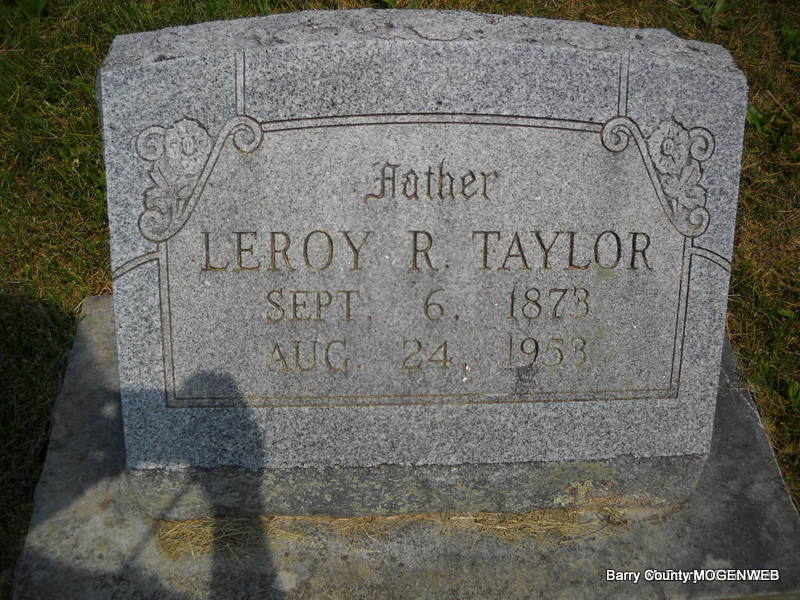 Father
LEROY R. TAYLOR
SEPT. 6, 1873
AUG. 24, 1953
Barry County MOGENWEB